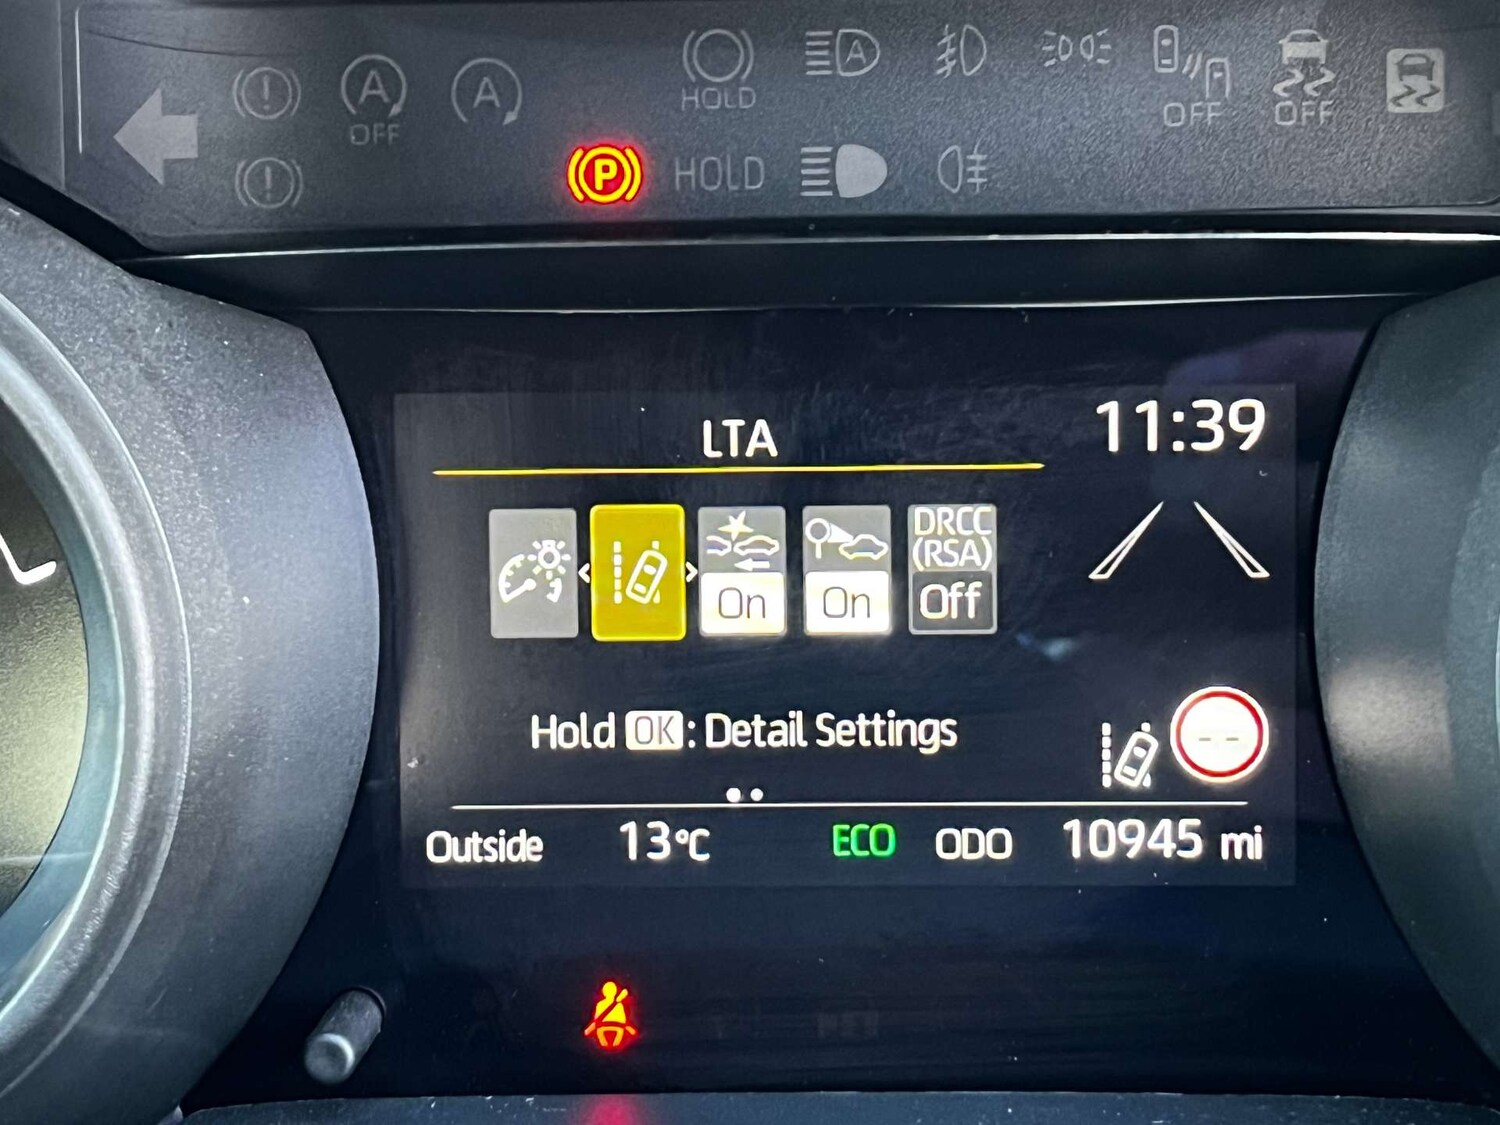 A
OFF
A
HOLD
A
OFF
OFF
P
HOLD
LTA
11:39
On
On
DRCC
(RSA)
Off
Hold OK: Detail Settings
--
Outside 13°C ECO ODO 10945 mi